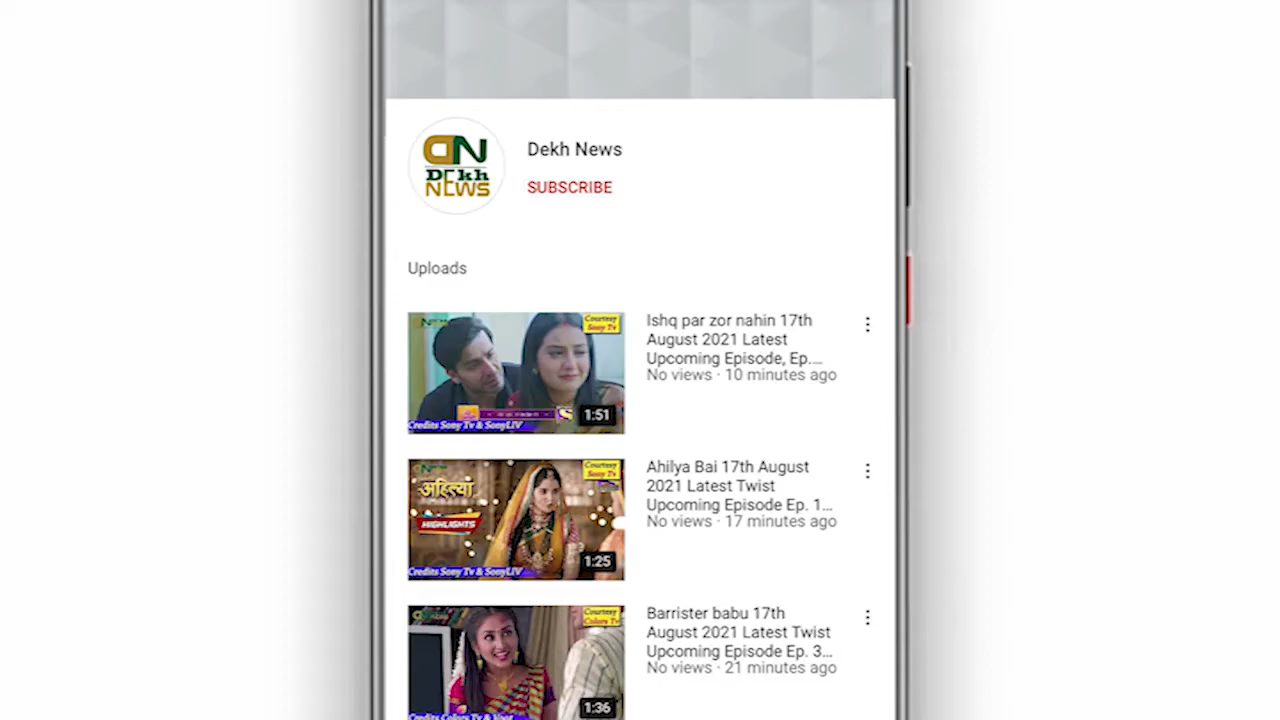 DN
Dekh
NEWS
Dekh News
SUBSCRIBE
Uploads
Courtesy
Sony Tv
1:51
Credits Sony Tv & SonyLIV
Ishq par zor nahin 17th
August 2021 Latest
Upcoming Episode, Ep....
No views · 10 minutes ago
Courtesy
Sony Tv
अहिल्या
HIGHLIGHTS
1:25
Credits Sony Tv & SonyLIV
Ahilya Bai 17th August
2021 Latest Twist
Upcoming Episode Ep. 1...
No views · 17 minutes ago
Courtesy
Colors Tv
1:36
Credits Colors Tv & Voot
Barrister babu 17th
August 2021 Latest Twist
Upcoming Episode Ep. 3...
No views · 21 minutes ago